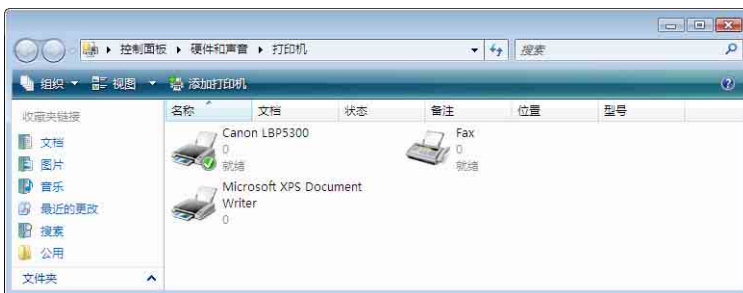 控制面板 ▸ 硬件和声音 ▸ 打印机
搜索
组织 视图 添加打印机
名称 文档 状态 备注 位置 型号
收藏夹链接
文档
图片
音乐
最近的更改
搜索
公用
文件夹
Canon LBP5300
0
就绪
Fax
0
就绪
Microsoft XPS Document
Writer
0